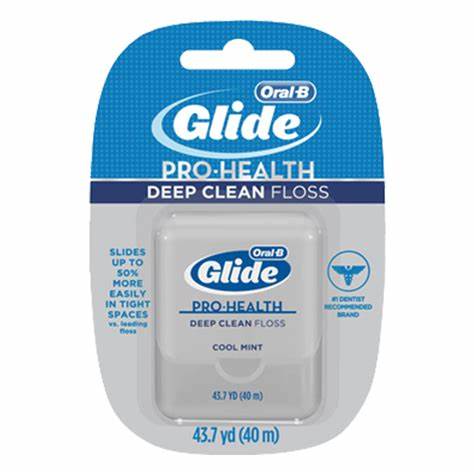 Oral-B
Glide
PRO-HEALTH
DEEP CLEAN FLOSS
SLIDES
UP TO
50%
MORE
EASILY
IN TIGHT
SPACES
vs. leading
floss
Oral-B
Glide
PRO-HEALTH
DEEP CLEAN FLOSS
COOL MINT
43.7 YD (40 m)
#1 DENTIST
RECOMMENDED
BRAND
43.7 yd (40 m)